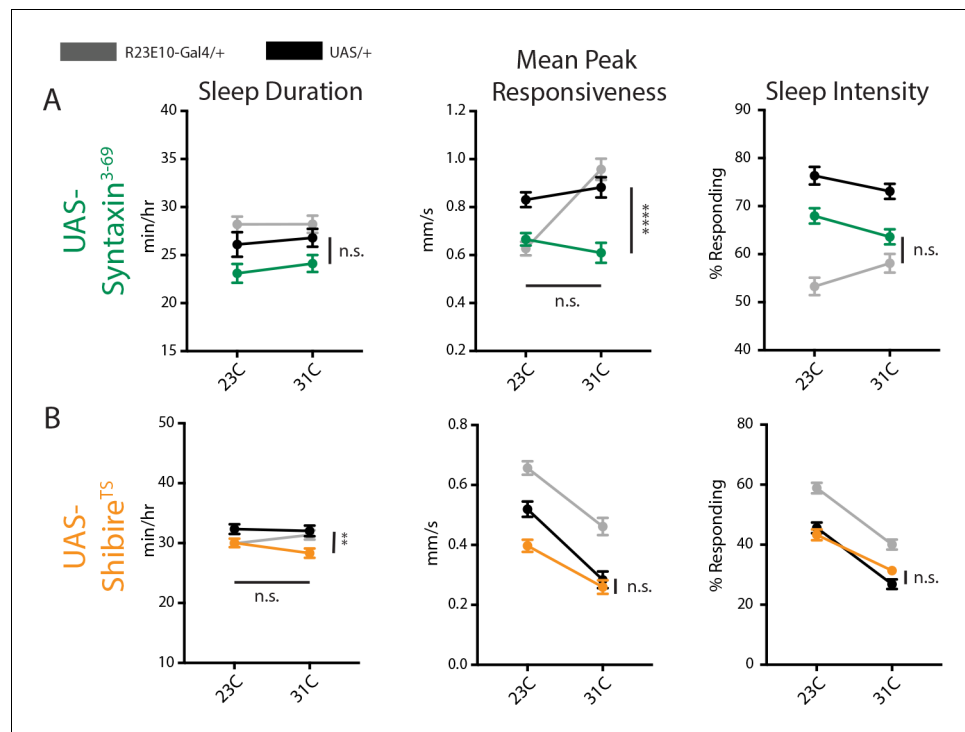 R23E10-Gal4/+ UAS/+
Sleep Duration
Mean Peak
Responsiveness
Sleep Intensity
A
UAS-
Syntaxin3-69
min/hr
40
35
30
25
20
15
n.s.
23C 31C
mm/s
1.2
1.0
0.8
0.6
0.4
0.2
****
n.s.
23C 31C
% Responding
90
80
70
60
50
40
n.s.
23C 31C
B
UAS-
ShibireTS
min/hr
50
40
30
20
10
**
n.s.
23C 31C
mm/s
0.8
0.6
0.4
0.2
0.0
n.s.
23C 31C
% Responding
80
60
40
20
0
n.s.
23C 31C